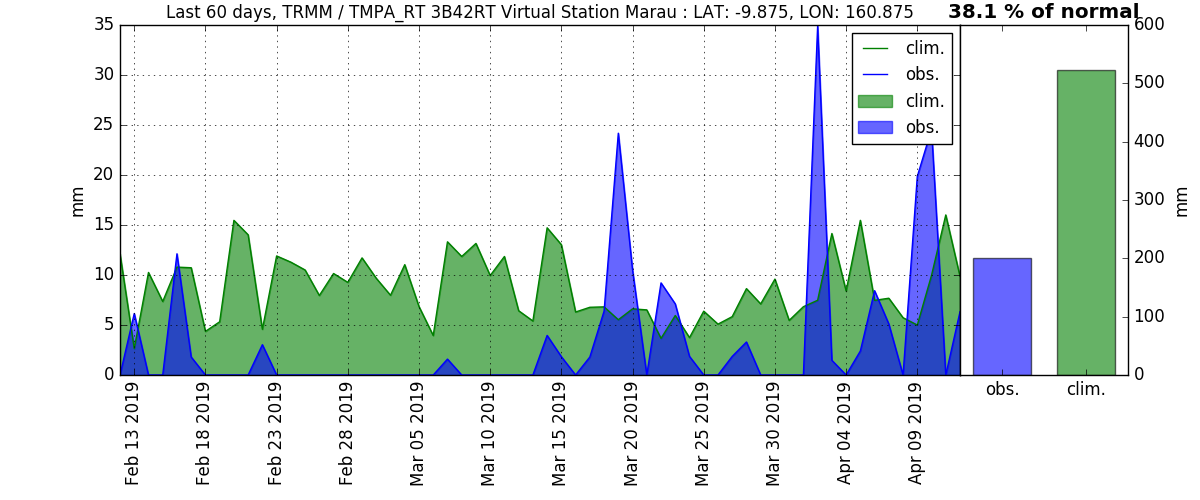 Last 60 days, TRMM / TMPA_RT 3B42RT Virtual Station Marau : LAT: -9.875, LON: 160.875
38.1 % of normal
35
30
25
20
15
10
5
0
mm
clim.
obs.
clim.
obs.
600
500
400
300
200
100
0
mm
obs.
clim.
Feb 13 2019
Feb 18 2019
Feb 23 2019
Feb 28 2019
Mar 05 2019
Mar 10 2019
Mar 15 2019
Mar 20 2019
Mar 25 2019
Mar 30 2019
Apr 04 2019
Apr 09 2019